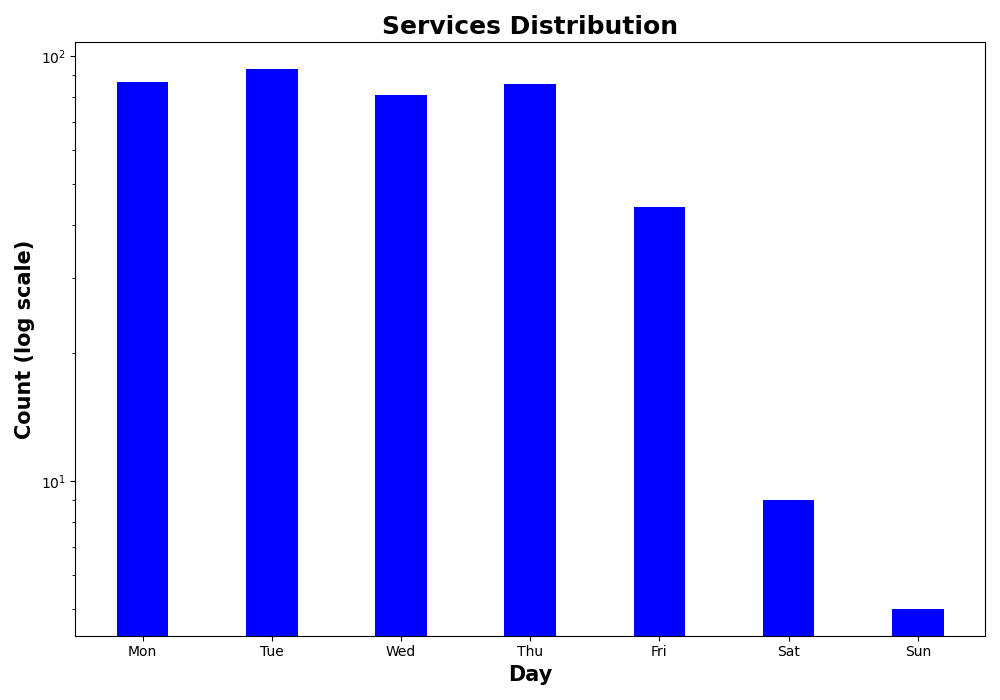 Services Distribution
10²
10¹
Count (log scale)
Mon Tue Wed Thu Fri Sat Sun
Day